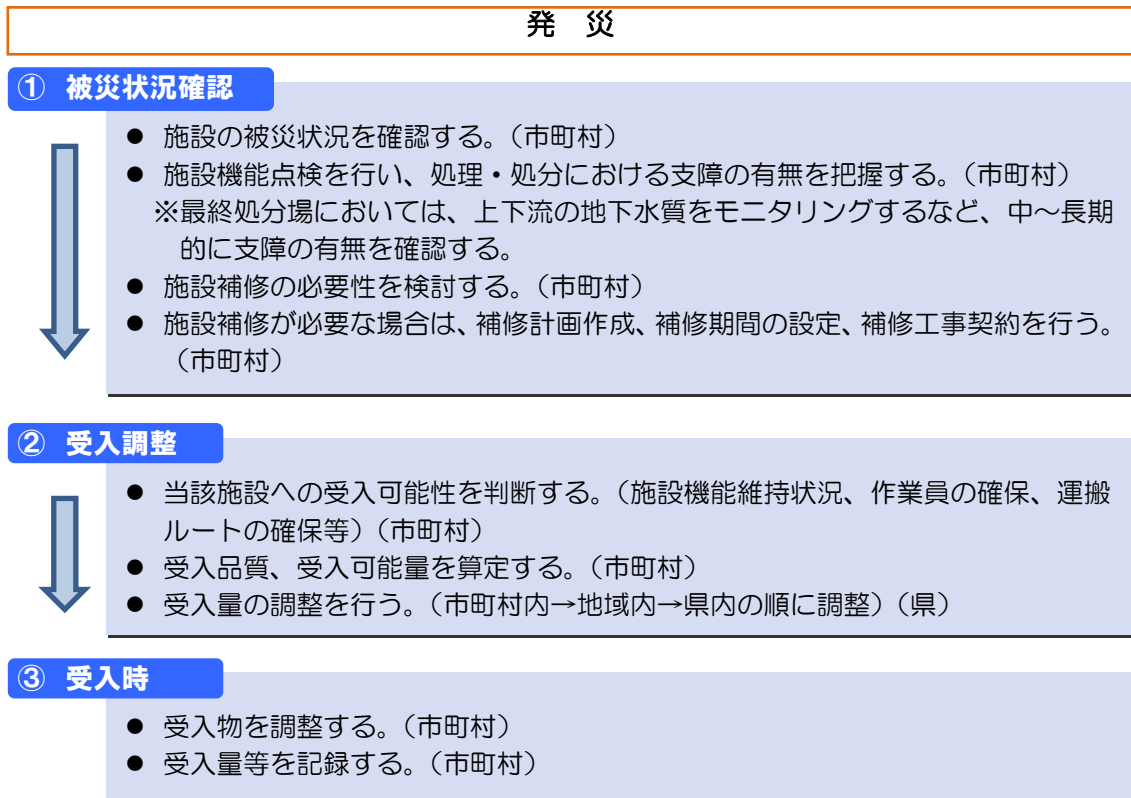 発 災
① 被災状況確認
● 施設の被災状況を確認する。(市町村)
● 施設機能点検を行い、処理・処分における支障の有無を把握する。(市町村)
※最終処分場においては、上下流の地下水質をモニタリングするなど、中～長期
的に支障の有無を確認する。
● 施設補修の必要性を検討する。(市町村)
● 施設補修が必要な場合は、補修計画作成、補修期間の設定、補修工事契約を行う。
(市町村)
② 受入調整
● 当該施設への受入可能性を判断する。(施設機能維持状況、作業員の確保、運搬
ルートの確保等)(市町村)
● 受入品質、受入可能量を算定する。(市町村)
● 受入量の調整を行う。(市町村内→地域内→県内の順に調整)(県)
③ 受入時
● 受入物を調整する。(市町村)
● 受入量等を記録する。(市町村)